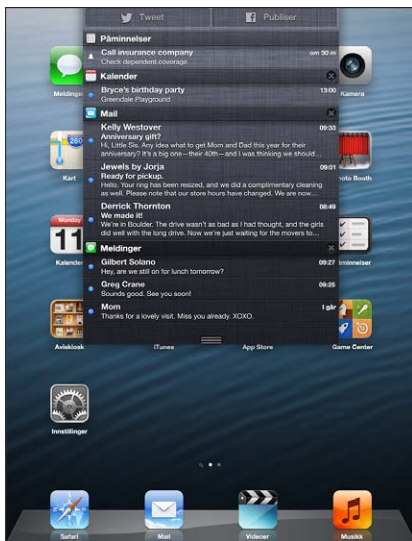 Tweet
Publiser
Påminnelser
Call insurance company
om 30 m
Check dependent coverage
Kalender
Bryce's birthday party
13:00
Greendale Playground
Mail
Kelly Westover
09:33
Anniversary gift?
Hi, Little Sis. Any idea what to get Mom and Dad this year for their
anniversary? It's a big one—their 40th—and I was thinking we should…
Jewels by Jorja
09:01
Ready for pickup.
Hello. Your ring has been resized, and we did a complimentary cleaning
as well. Please note that our store hours have changed. We are now…
Derrick Thornton
08:49
We made it!
We're in Boulder. The drive wasn't as bad as I had thought, and the girls
did well with the long drive. Now we're just waiting for the movers to…
Meldinger
Gilbert Solano
09:27
Hey, are we still on for lunch tomorrow?
Greg Crane
09:25
Sounds good. See you soon!
Mom
I går
Thanks for a lovely visit. Miss you already. XOXO.
Meldinger
Kamera
280
Kart
hoto Booth
Monday
11
Kalender
åminnelser
Aviskiosk
iTunes
App Store
Game Center
Innstillinger
Safari
Mail
Videoer
Musikk